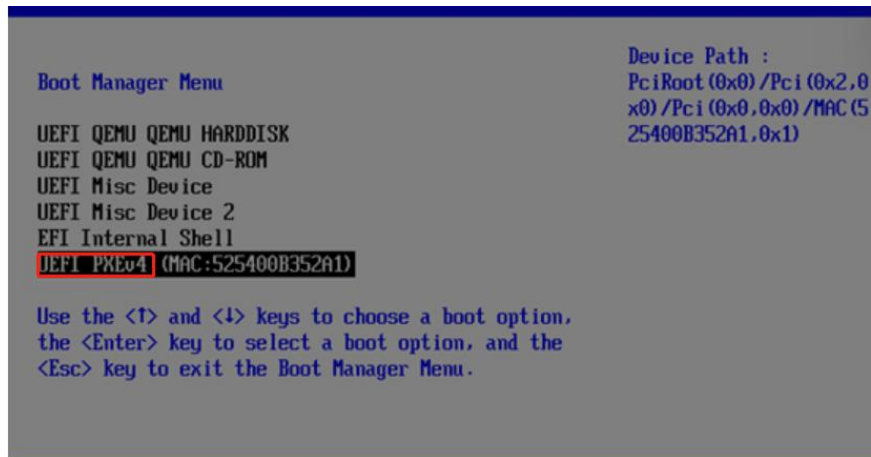 Boot Manager Menu
UEFI QEMU QEMU HARDDISK
UEFI QEMU QEMU CD-ROM
UEFI Misc Device
UEFI Misc Device 2
EFI Internal Shell
UEFI PXEv4 (MAC:525400B352A1)
Use the <↑> and <↓> keys to choose a boot option,
the <Enter> key to select a boot option, and the
<Esc> key to exit the Boot Manager Menu.
Device Path :
PciRoot(0x0)/Pci(0x2,0
x0)/Pci(0x0,0x0)/MAC(5
25400B352A1,0x1)